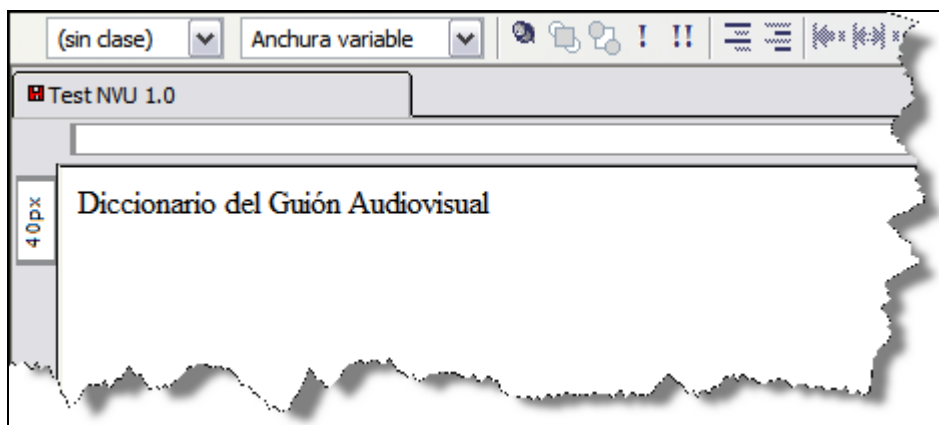 (sin clase) Anchura variable ! !!
Test NVU 1.0
40px
Diccionario del Guión Audiovisual